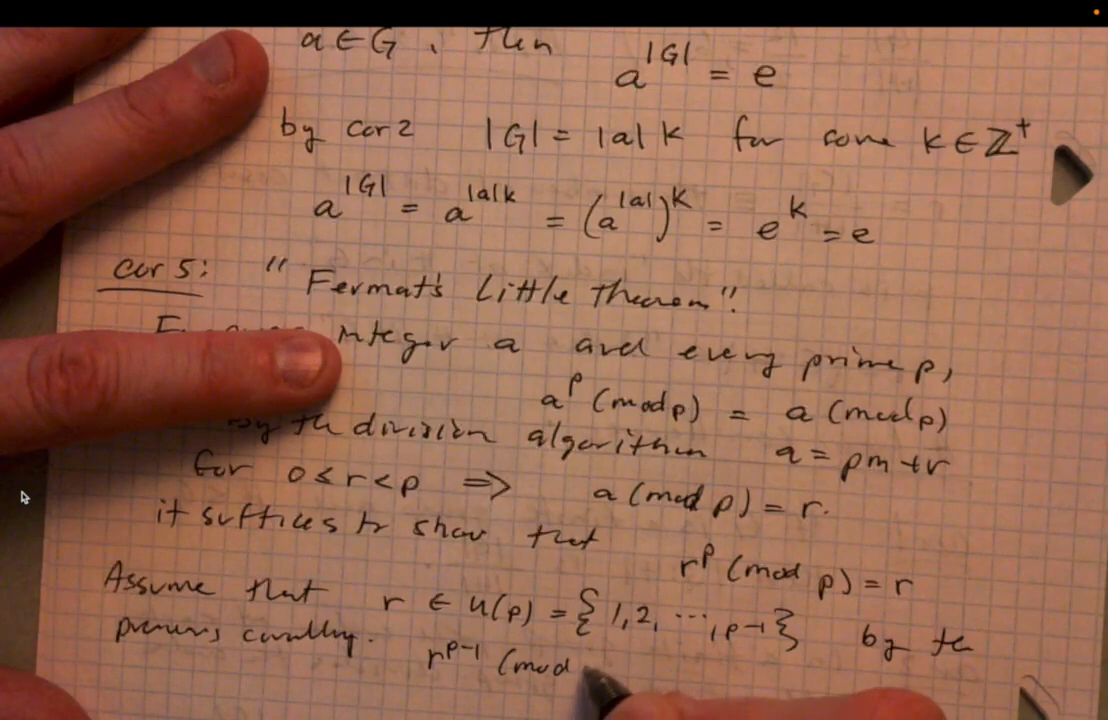 a ∈ G, then a^|G| = e
by cor 2 |G| = |a| k for some k ∈ ℤ⁺
a^|G| = a^|a|k = (a^|a|)^k = e^k = e
cor 5: "Fermat's Little Theorem".
integer a and every prime p,
a^p (mod p) = a (mod p)
by the division algorithm a = pm + r
for 0 ≤ r < p ⇒ a (mod p) = r.
it suffices to show that r^p (mod p) = r
Assume that r ∈ U(p) = {1, 2, ..., p-1} by the
r^p-1 (mod